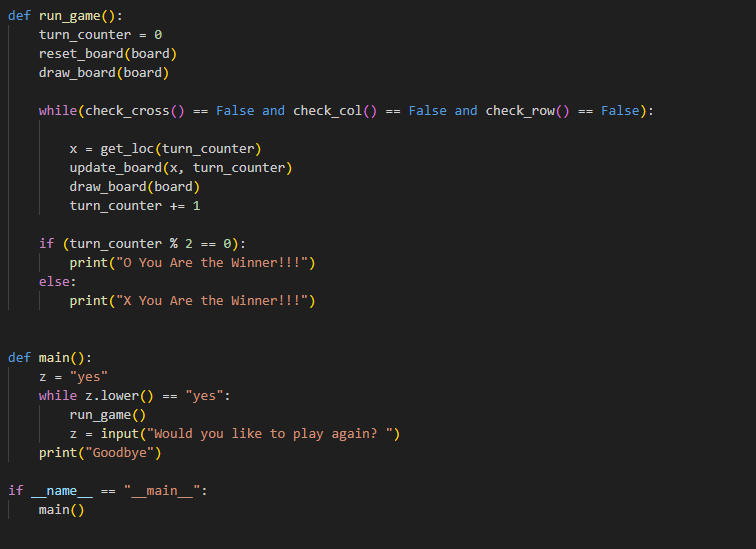 def run_game():
    turn_counter = 0
    reset_board(board)
    draw_board(board)

    while(check_cross() == False and check_col() == False and check_row() == False):

        x = get_loc(turn_counter)
        update_board(x, turn_counter)
        draw_board(board)
        turn_counter += 1

    if (turn_counter % 2 == 0):
        print("O You Are the Winner!!!")
    else:
        print("X You Are the Winner!!!")


def main():
    z = "yes"
    while z.lower() == "yes":
        run_game()
        z = input("Would you like to play again? ")
    print("Goodbye")

if __name__ == "__main__":
    main()